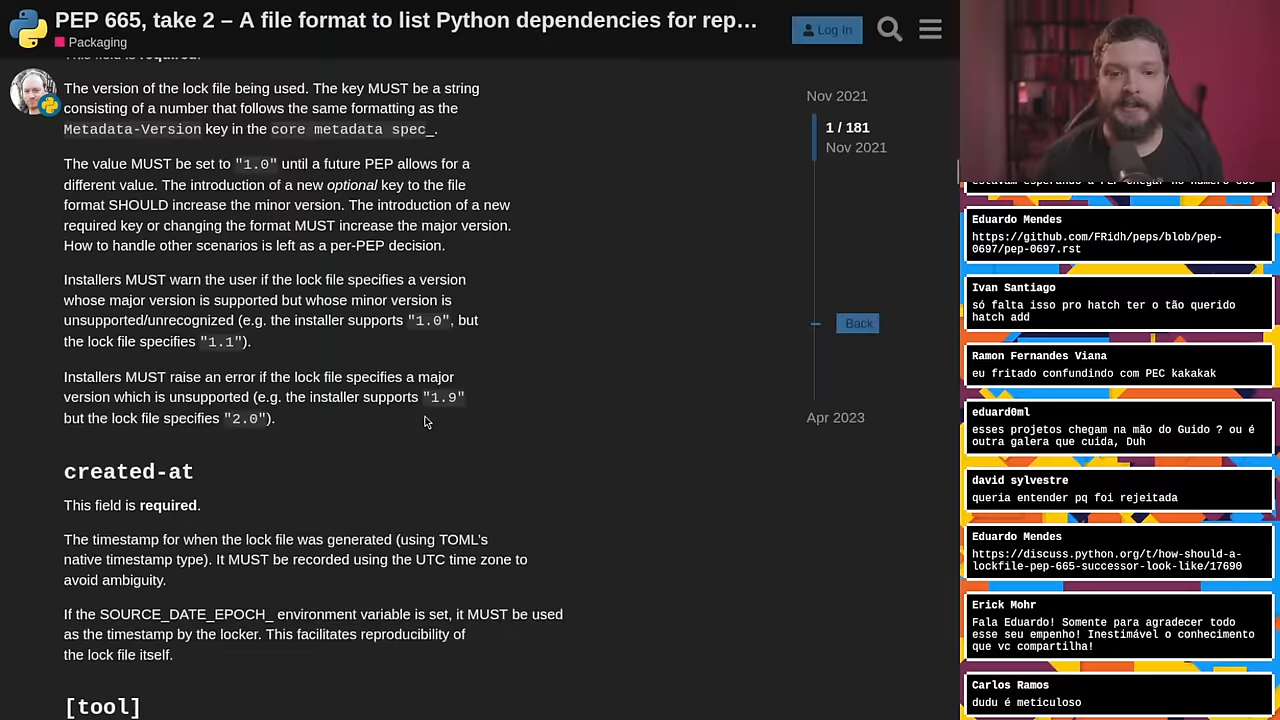 PEP 665, take 2 – A file format to list Python dependencies for rep…
Packaging
Log In
This field is required.
The version of the lock file being used. The key MUST be a string
consisting of a number that follows the same formatting as the
Metadata-Version key in the core metadata spec_.
The value MUST be set to "1.0" until a future PEP allows for a
different value. The introduction of a new optional key to the file
format SHOULD increase the minor version. The introduction of a new
required key or changing the format MUST increase the major version.
How to handle other scenarios is left as a per-PEP decision.
Installers MUST warn the user if the lock file specifies a version
whose major version is supported but whose minor version is
unsupported/unrecognized (e.g. the installer supports "1.0", but
the lock file specifies "1.1").
Installers MUST raise an error if the lock file specifies a major
version which is unsupported (e.g. the installer supports "1.9"
but the lock file specifies "2.0").
created-at
This field is required.
The timestamp for when the lock file was generated (using TOML's
native timestamp type). It MUST be recorded using the UTC time zone to
avoid ambiguity.
If the SOURCE_DATE_EPOCH_ environment variable is set, it MUST be used
as the timestamp by the locker. This facilitates reproducibility of
the lock file itself.
[tool]
Nov 2021
1 / 181
Nov 2021
Back
Apr 2023
Eduardo Mendes
https://github.com/FRidh/peps/blob/pep-
0697/pep-0697.rst
Ivan Santiago
só falta isso pro hatch ter o tão querido
hatch add
Ramon Fernandes Viana
eu fritado confundindo com PEC kakakak
eduard0ml
esses projetos chegam na mão do Guido ? ou é
outra galera que cuida, Duh
david sylvestre
queria entender pq foi rejeitada
Eduardo Mendes
https://discuss.python.org/t/how-should-a-
lockfile-pep-665-successor-look-like/17690
Erick Mohr
Fala Eduardo! Somente para agradecer todo
esse seu empenho! Inestimável o conhecimento
que vc compartilha!
Carlos Ramos
dudu é meticuloso